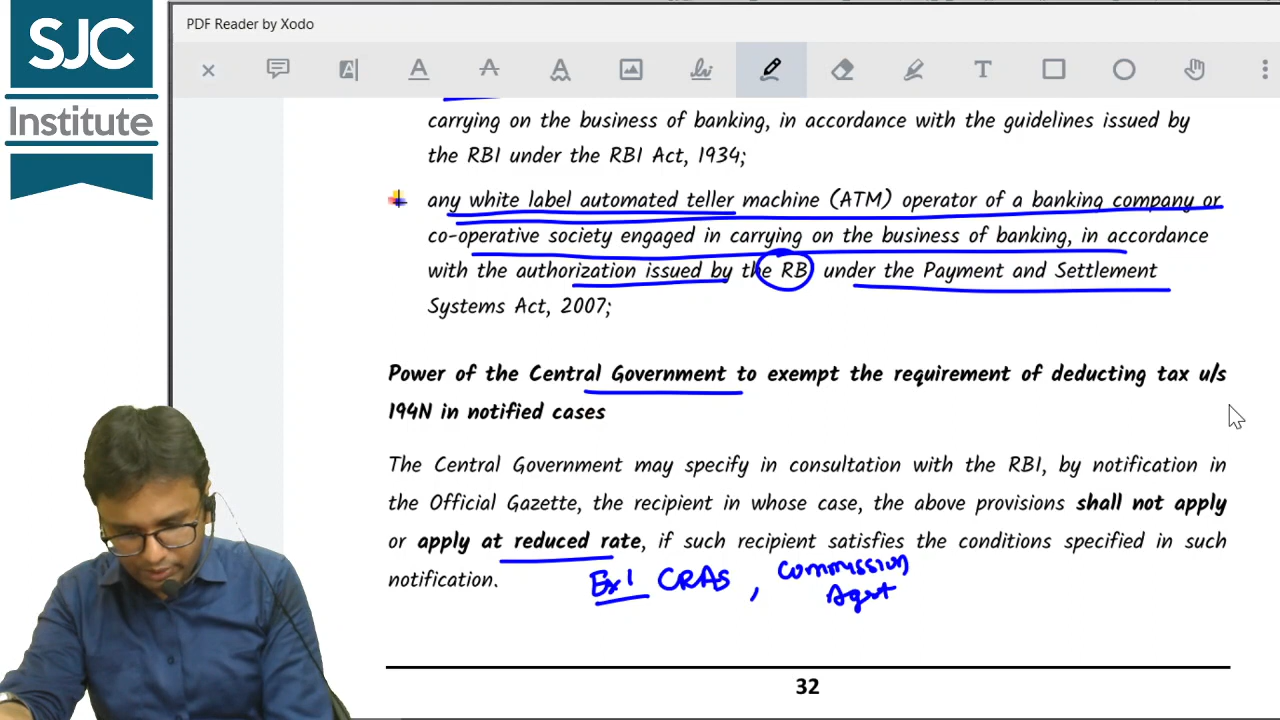 SJC
Institute
PDF Reader by Xodo
carrying on the business of banking, in accordance with the guidelines issued by
the RBI under the RBI Act, 1934;
any white label automated teller machine (ATM) operator of a banking company or
co-operative society engaged in carrying on the business of banking, in accordance
with the authorization issued by the RB under the Payment and Settlement
Systems Act, 2007;
Power of the Central Government to exempt the requirement of deducting tax u/s
194N in notified cases
The Central Government may specify in consultation with the RBI, by notification in
the Official Gazette, the recipient in whose case, the above provisions shall not apply
or apply at reduced rate, if such recipient satisfies the conditions specified in such
notification.
Ex! CRAs, Commission
Agent
32